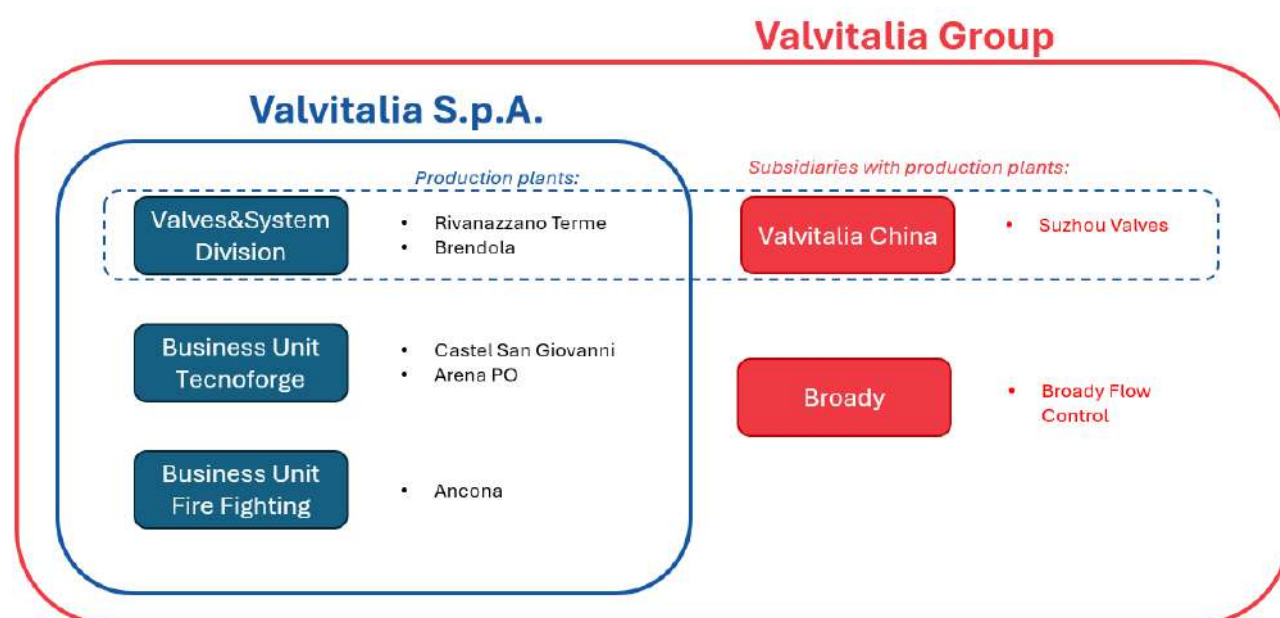 Valvitalia Group
Valvitalia S.p.A.
Production plants:
Subsidiaries with production plants:
Valves&System
Division
• Rivanazzano Terme
• Brendola
Valvitalia China
• Suzhou Valves
Business Unit
Tecnoforge
• Castel San Giovanni
• Arena PO
Broady
• Broady Flow
Control
Business Unit
Fire Fighting
• Ancona